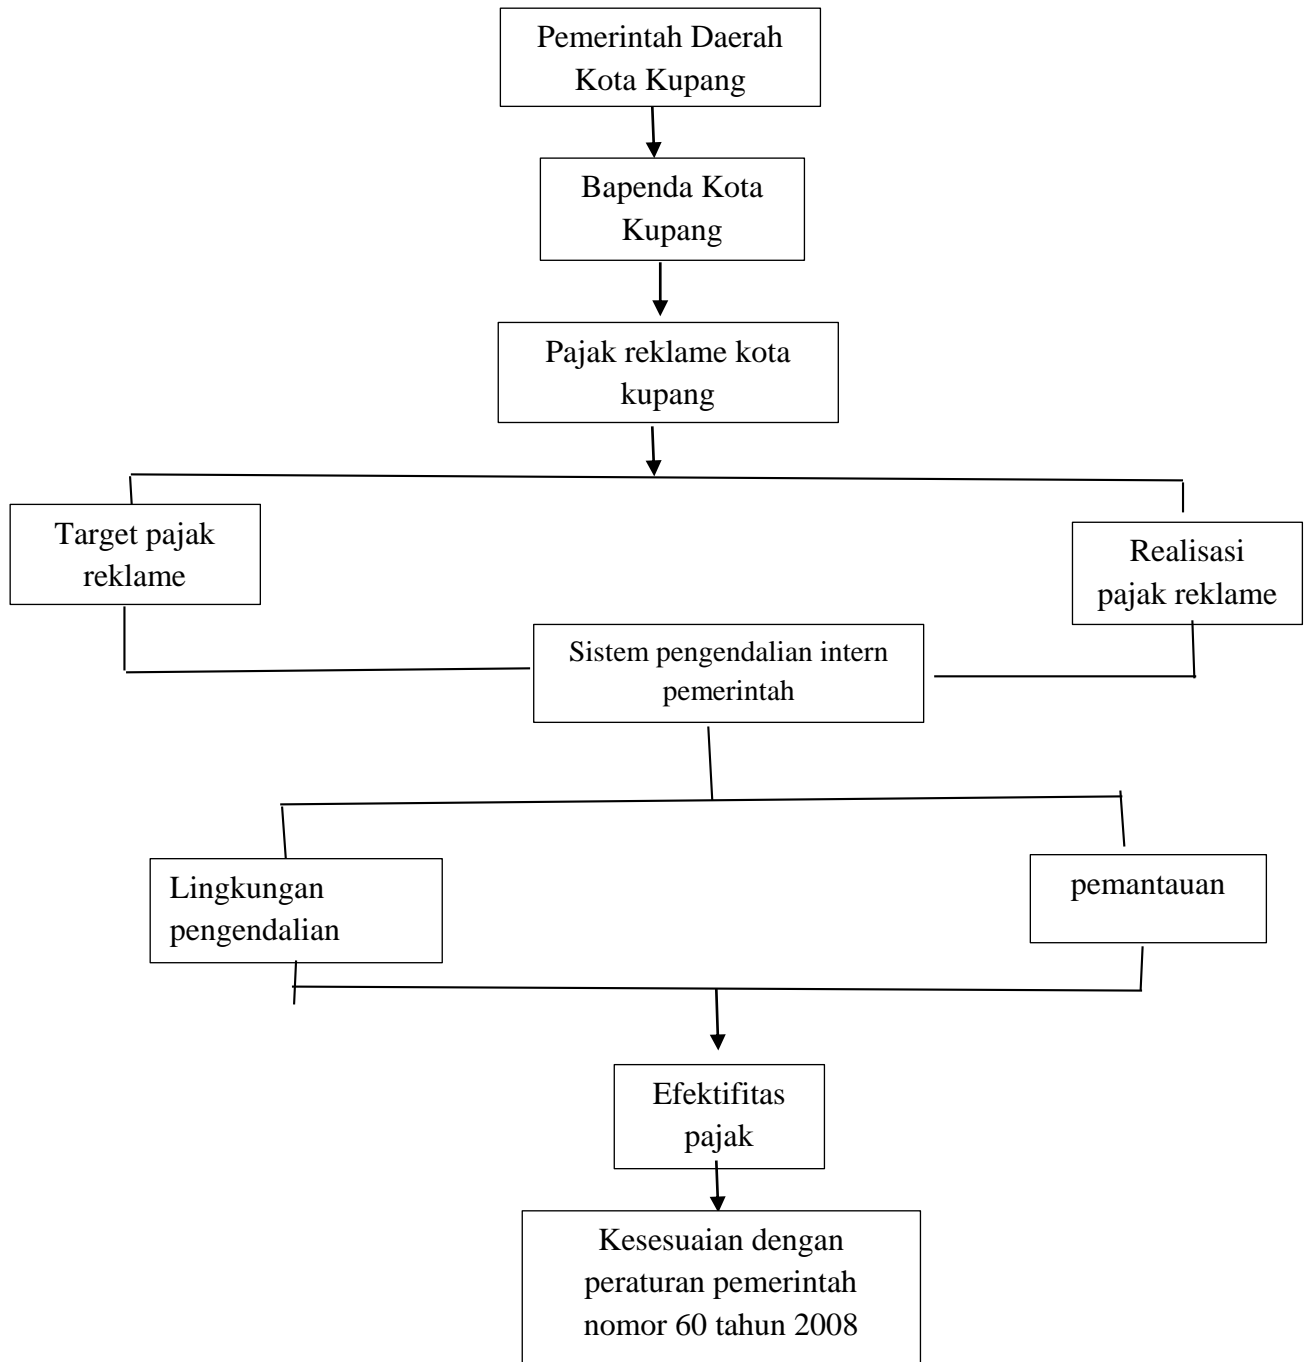 Pemerintah Daerah
Kota Kupang
Bapenda Kota
Kupang
Pajak reklame kota
kupang
Target pajak
reklame
Realisasi
pajak reklame
Sistem pengendalian intern
pemerintah
Lingkungan
pengendalian
pemantauan
Efektifitas
pajak
Kesesuaian dengan
peraturan pemerintah
nomor 60 tahun 2008